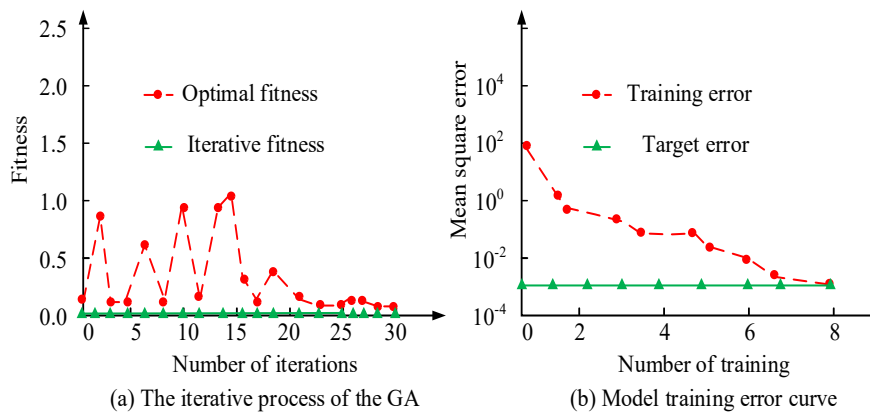 2.5
2.0
1.5
1.0
0.5
0.0
Fitness
Optimal fitness
Iterative fitness
0 5 10 15 20 25 30
Number of iterations
(a) The iterative process of the GA
10^4
10^2
10^0
10^-2
10^-4
Mean square error
Training error
Target error
0 2 4 6 8
Number of training
(b) Model training error curve